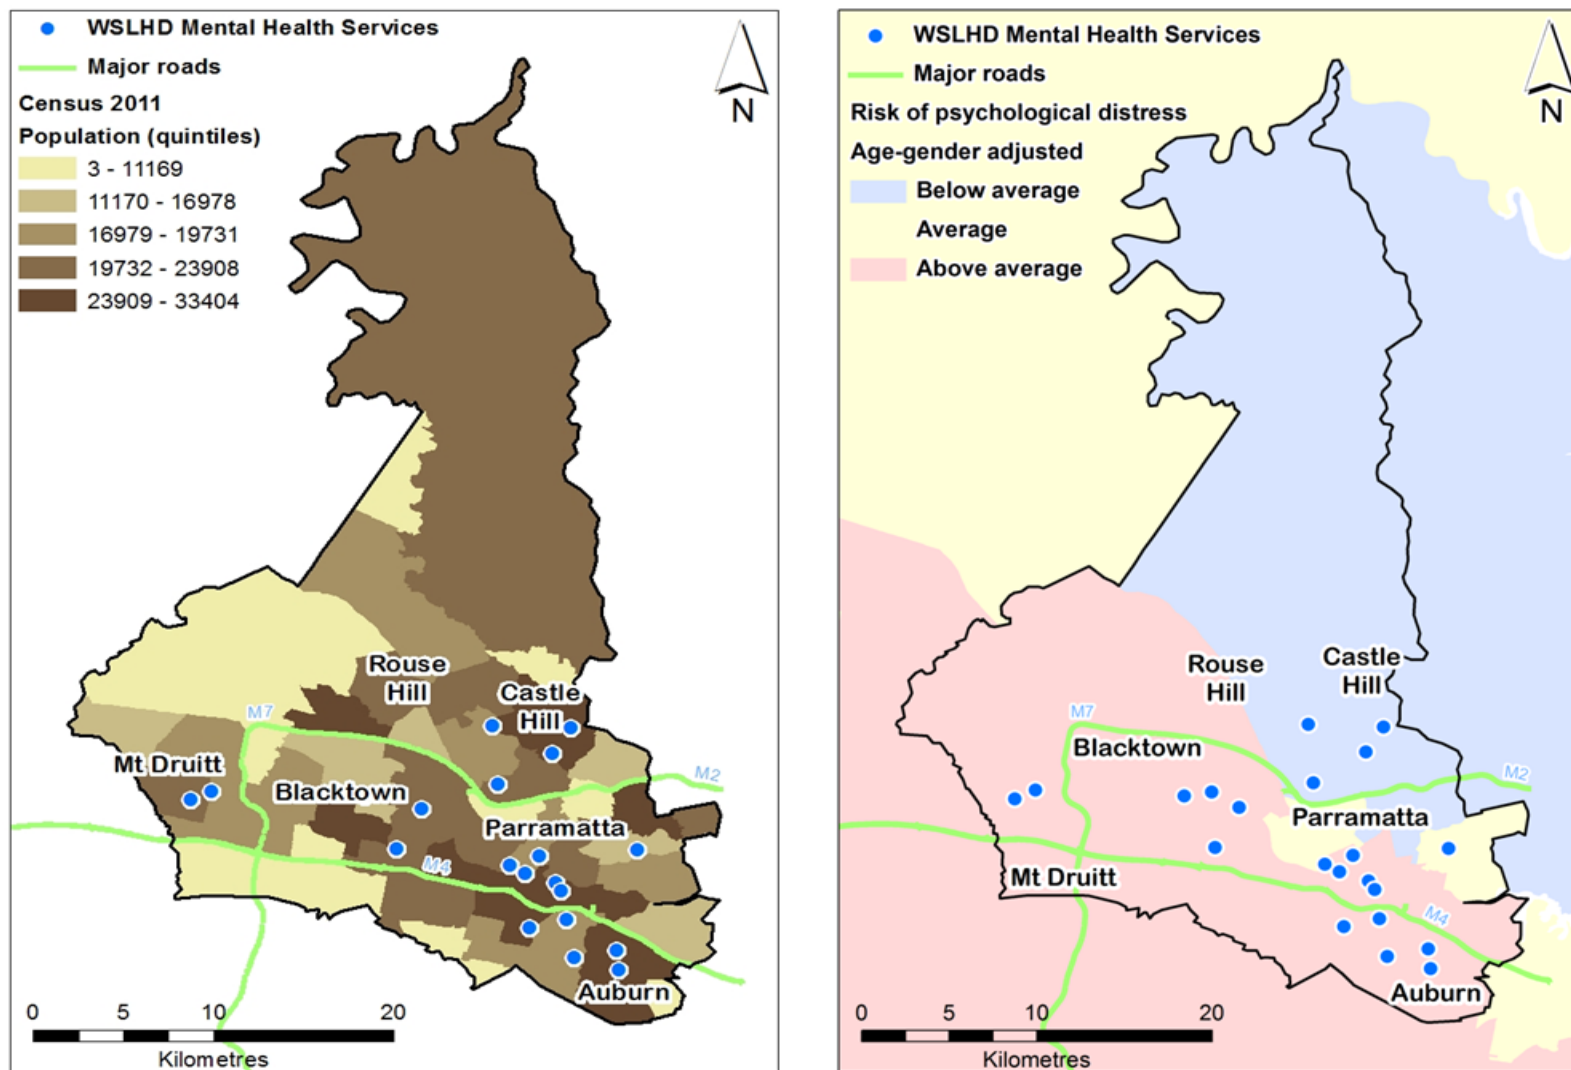 WSLHD Mental Health Services
Major roads
Census 2011
Population (quintiles)
3 - 11169
11170 - 16978
16979 - 19731
19732 - 23908
23909 - 33404
N
Rouse
Hill
Castle
Hill
M7
Mt Druitt
M2
Blacktown
Parramatta
M4
Auburn
0 5 10 20
Kilometres
WSLHD Mental Health Services
Major roads
Risk of psychological distress
Age-gender adjusted
Below average
Average
Above average
N
Rouse
Hill
Castle
Hill
M7
Blacktown
M2
Parramatta
Mt Druitt
M4
Auburn
0 5 10 20
Kilometres